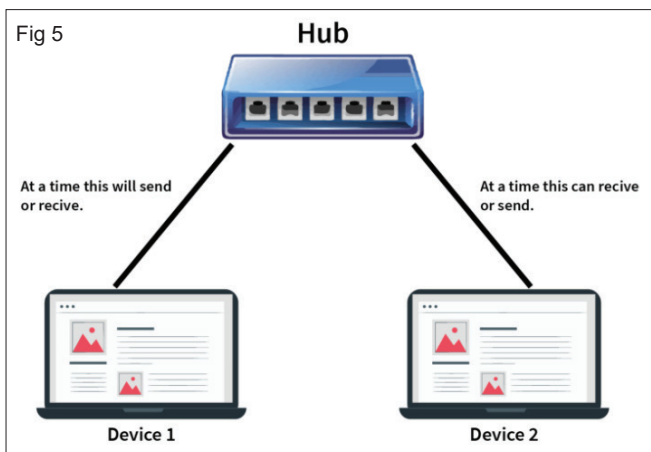 Fig 5
Hub
At a time this will send
or recive.
At a time this can recive
or send.
Device 1
Device 2